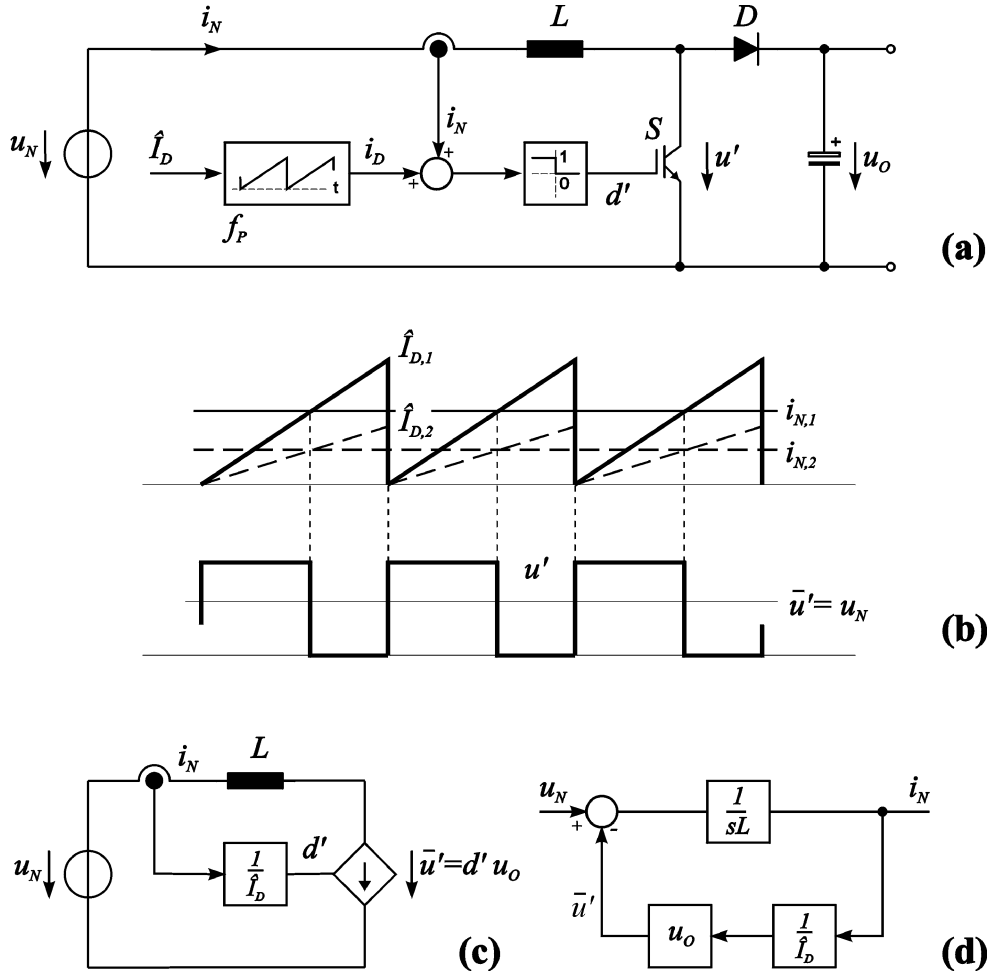 i_N L D
u_N Î_D i_D i_N S u' u_O
+ + +
t 1 0 d'
f_P
(a)
Î_D,1
Î_D,2 i_N,1
i_N,2
u'
ū'= u_N
(b)
i_N L
u_N 1/Î_D d' ū'=d' u_O
(c)
u_N + - 1/sL i_N
ū' u_O 1/Î_D
(d)